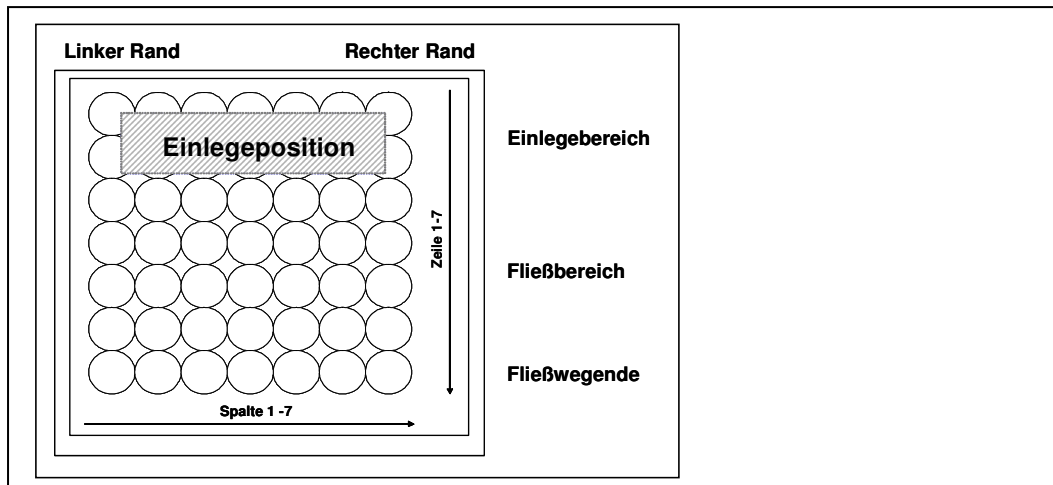 Linker Rand Rechter Rand
Einlegeposition
Einlegebereich
Zeile 1-7
Fließbereich
Fließwegende
Spalte 1 -7